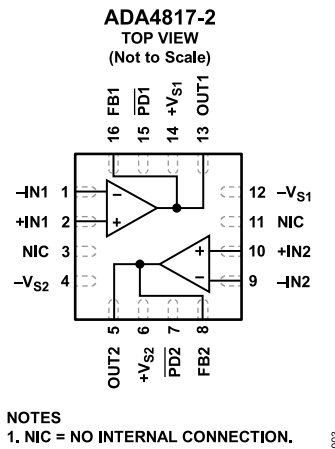 ADA4817-2
TOP VIEW
(Not to Scale)
16 FB1
15 PD1
14 +VS1
13 OUT1
–IN1 1
+IN1 2
NIC 3
–VS2 4
12 –VS1
11 NIC
10 +IN2
9 –IN2
5 OUT2
6 +VS2
7 PD2
8 FB2
–
+
+
–
NOTES
1. NIC = NO INTERNAL CONNECTION.